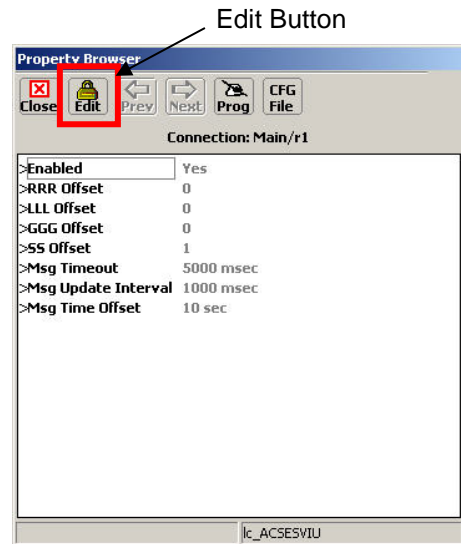 Edit Button
Property Browser
Close Edit Prev Next Prog CFG File
Connection: Main/r1
>Enabled Yes
>RRR Offset 0
>LLL Offset 0
>GGG Offset 0
>SS Offset 1
>Msg Timeout 5000 msec
>Msg Update Interval 1000 msec
>Msg Time Offset 10 sec
lc_ACSESVIU